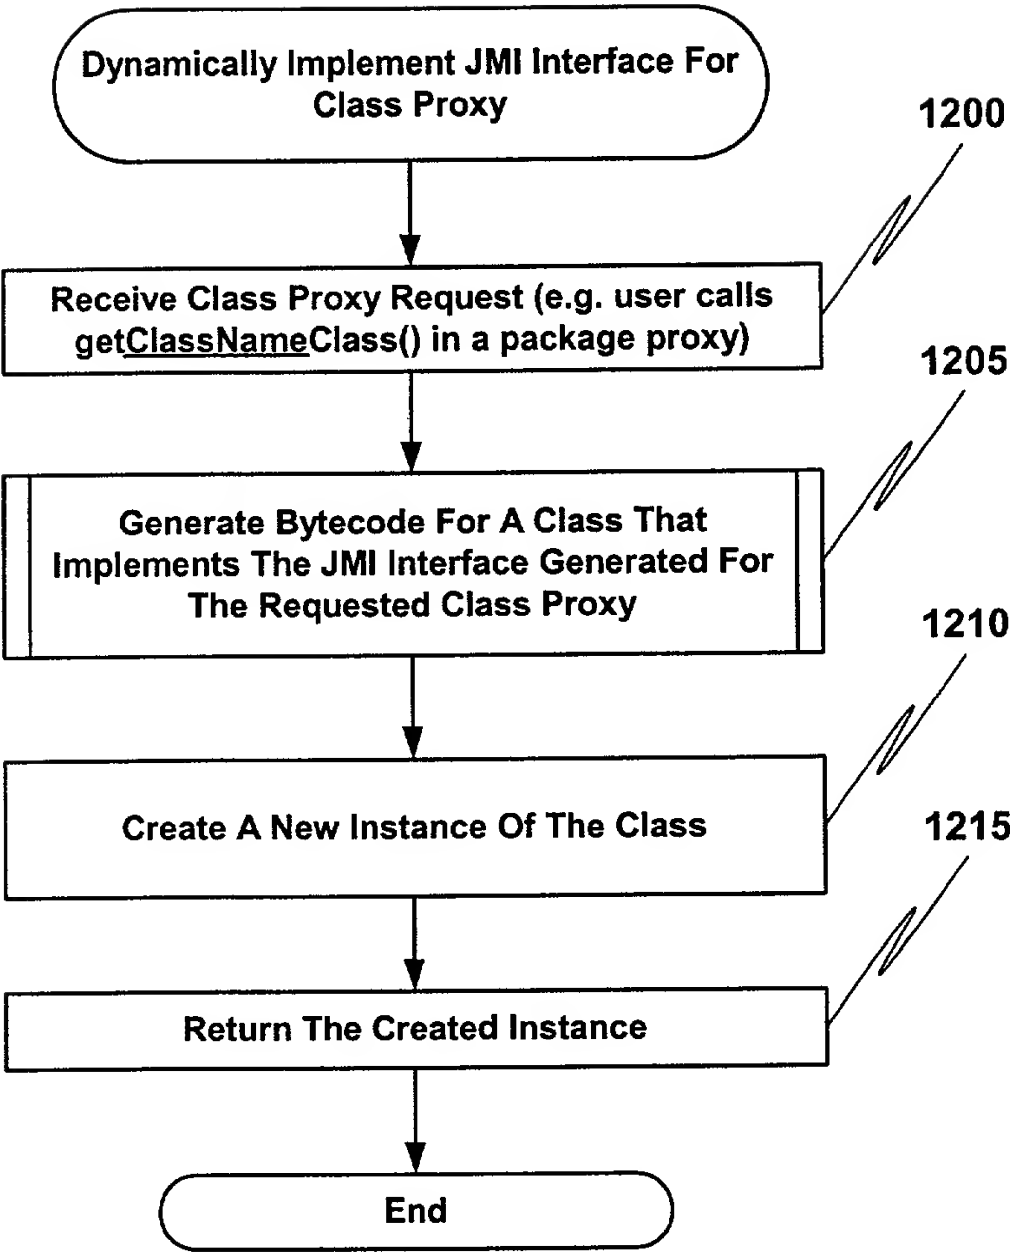 Dynamically Implement JMI Interface For
Class Proxy
1200
Receive Class Proxy Request (e.g. user calls
getClassNameClass() in a package proxy)
1205
Generate Bytecode For A Class That
Implements The JMI Interface Generated For
The Requested Class Proxy
1210
Create A New Instance Of The Class
1215
Return The Created Instance
End